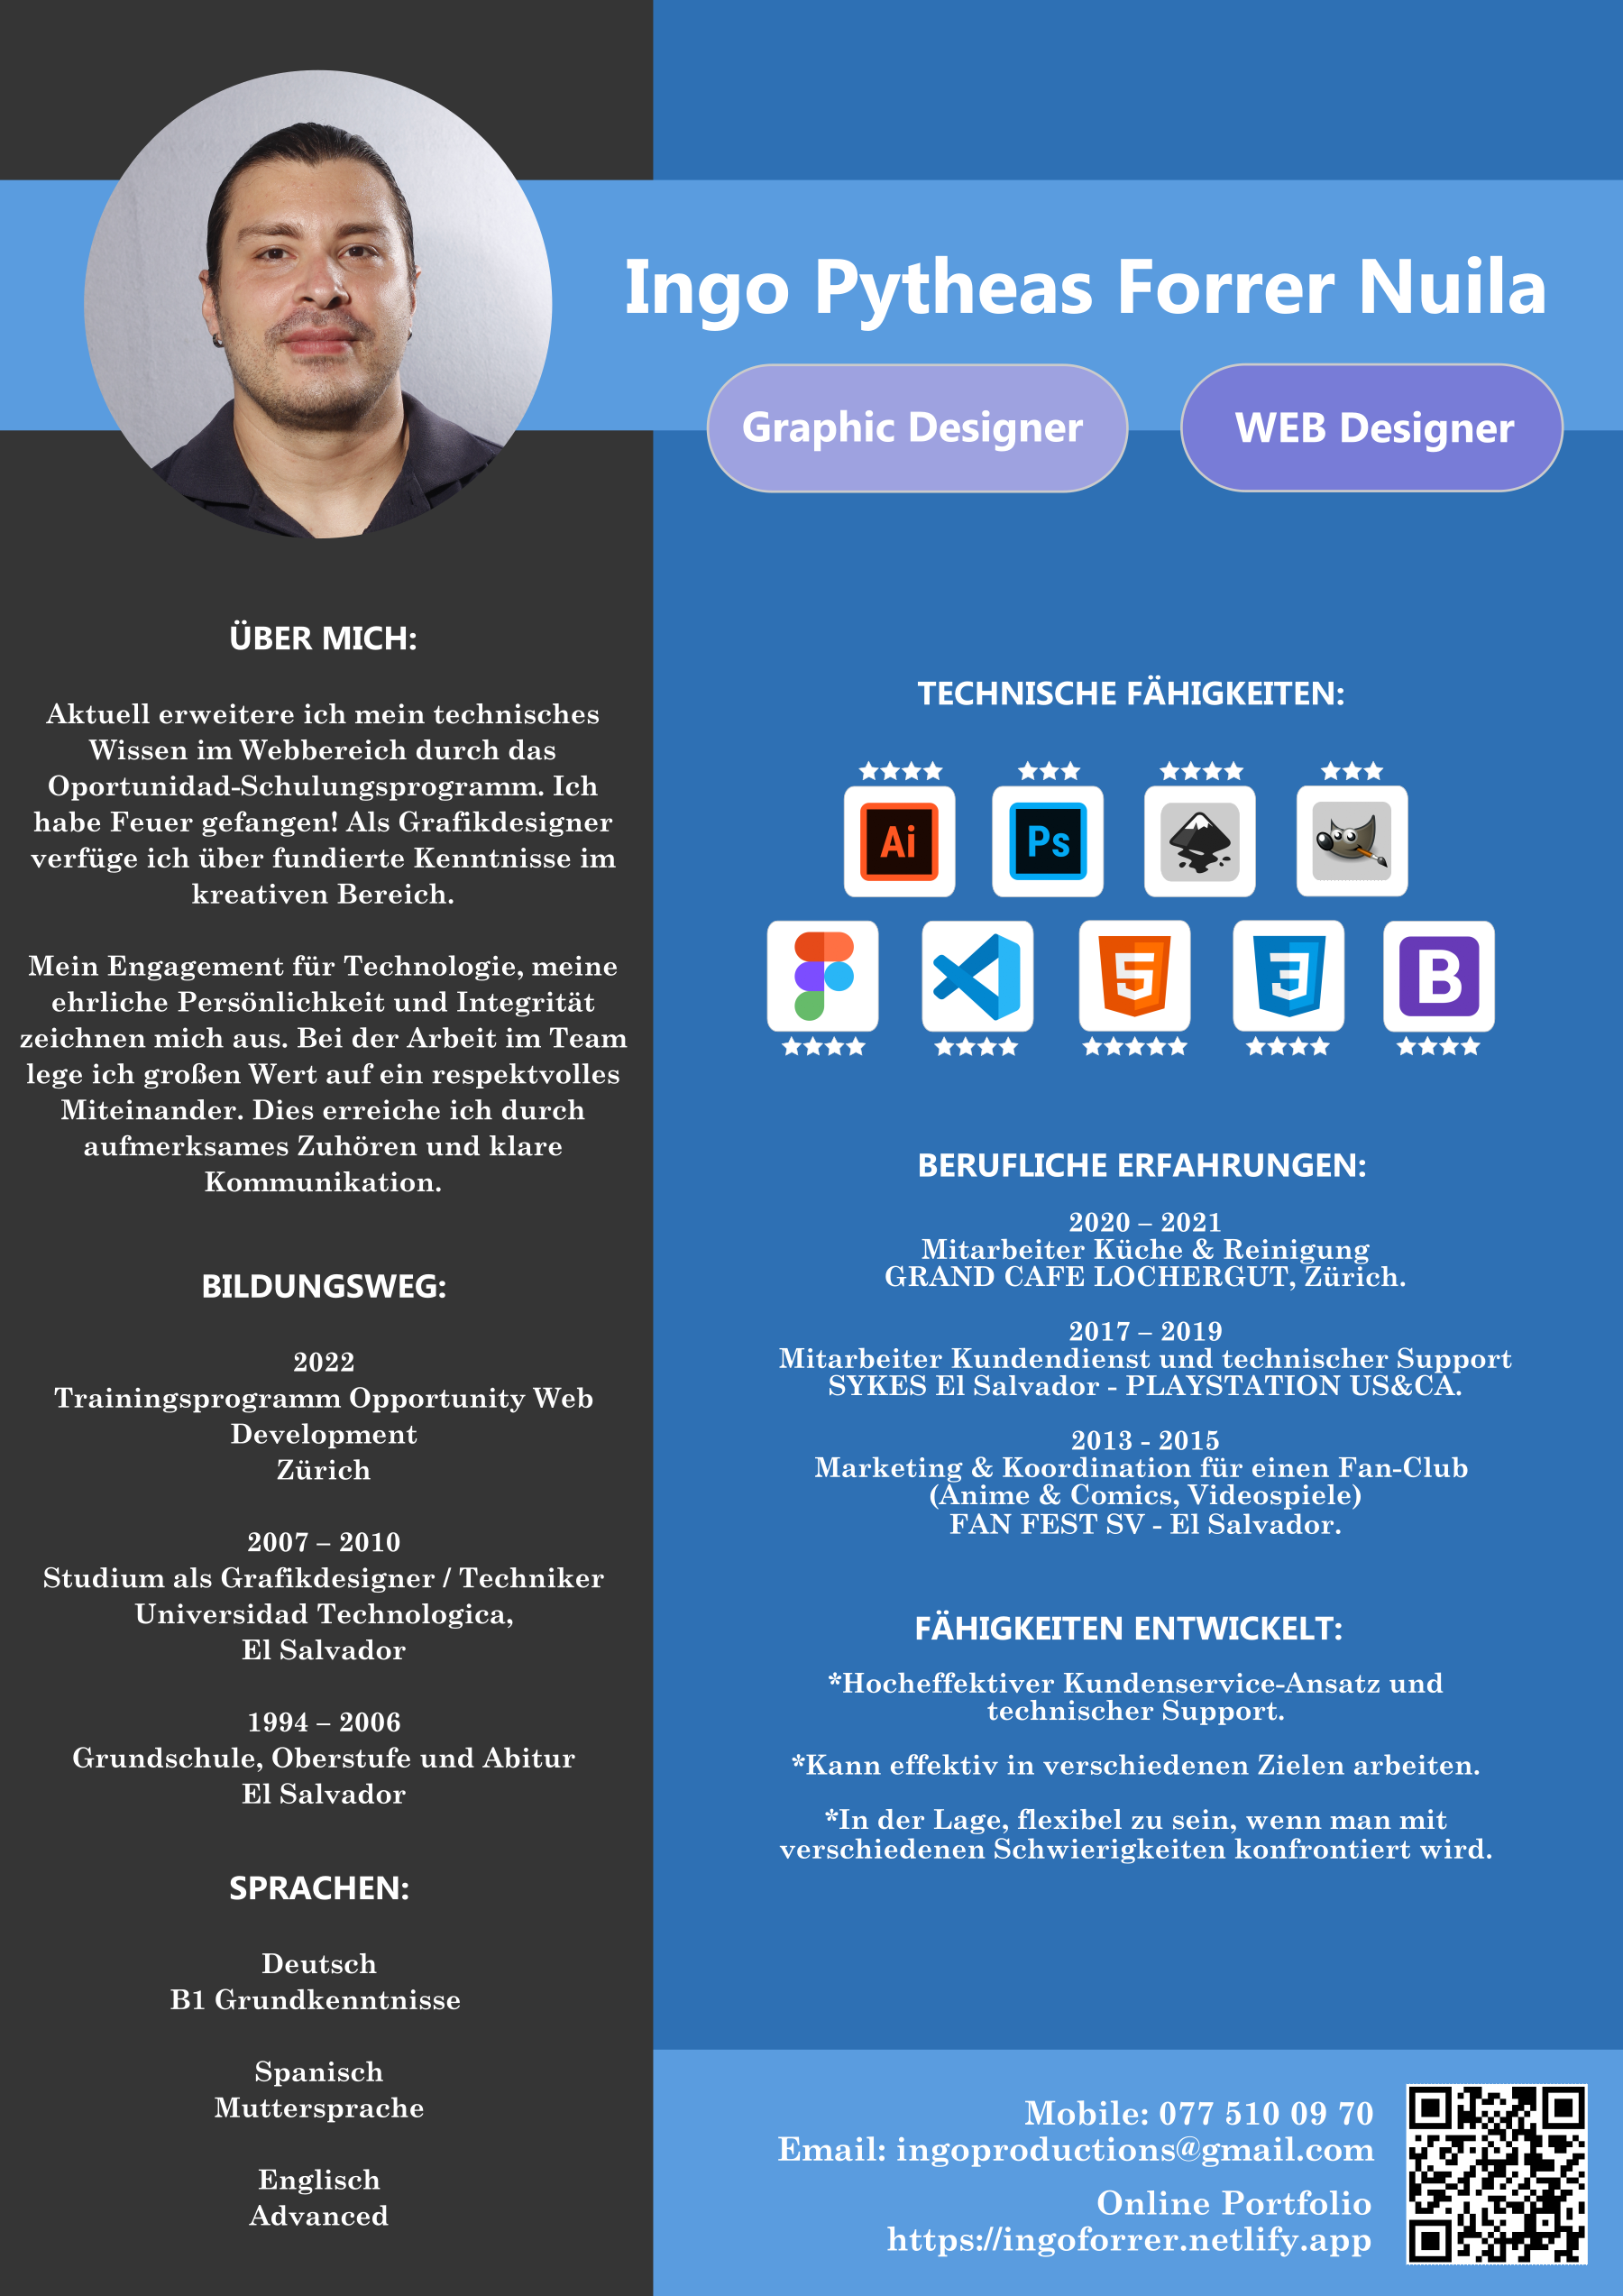 Ingo Pytheas Forrer Nuila
Graphic Designer
WEB Designer
ÜBER MICH:
Aktuell erweitere ich mein technisches
Wissen im Webbereich durch das
Oportunidad-Schulungsprogramm. Ich
habe Feuer gefangen! Als Grafikdesigner
verfüge ich über fundierte Kenntnisse im
kreativen Bereich.
Mein Engagement für Technologie, meine
ehrliche Persönlichkeit und Integrität
zeichnen mich aus. Bei der Arbeit im Team
lege ich großen Wert auf ein respektvolles
Miteinander. Dies erreiche ich durch
aufmerksames Zuhören und klare
Kommunikation.
BILDUNGSWEG:
2022
Trainingsprogramm Opportunity Web
Development
Zürich
2007 – 2010
Studium als Grafikdesigner / Techniker
Universidad Technologica,
El Salvador
1994 – 2006
Grundschule, Oberstufe und Abitur
El Salvador
SPRACHEN:
Deutsch
B1 Grundkenntnisse
Spanisch
Muttersprache
Englisch
Advanced
TECHNISCHE FÄHIGKEITEN:
Ai
Ps
5
3
B
BERUFLICHE ERFAHRUNGEN:
2020 – 2021
Mitarbeiter Küche & Reinigung
GRAND CAFE LOCHERGUT, Zürich.
2017 – 2019
Mitarbeiter Kundendienst und technischer Support
SYKES El Salvador - PLAYSTATION US&CA.
2013 - 2015
Marketing & Koordination für einen Fan-Club
(Anime & Comics, Videospiele)
FAN FEST SV - El Salvador.
FÄHIGKEITEN ENTWICKELT:
*Hocheffektiver Kundenservice-Ansatz und
technischer Support.
*Kann effektiv in verschiedenen Zielen arbeiten.
*In der Lage, flexibel zu sein, wenn man mit
verschiedenen Schwierigkeiten konfrontiert wird.
Mobile: 077 510 09 70
Email: ingoproductions@gmail.com
Online Portfolio
https://ingoforrer.netlify.app